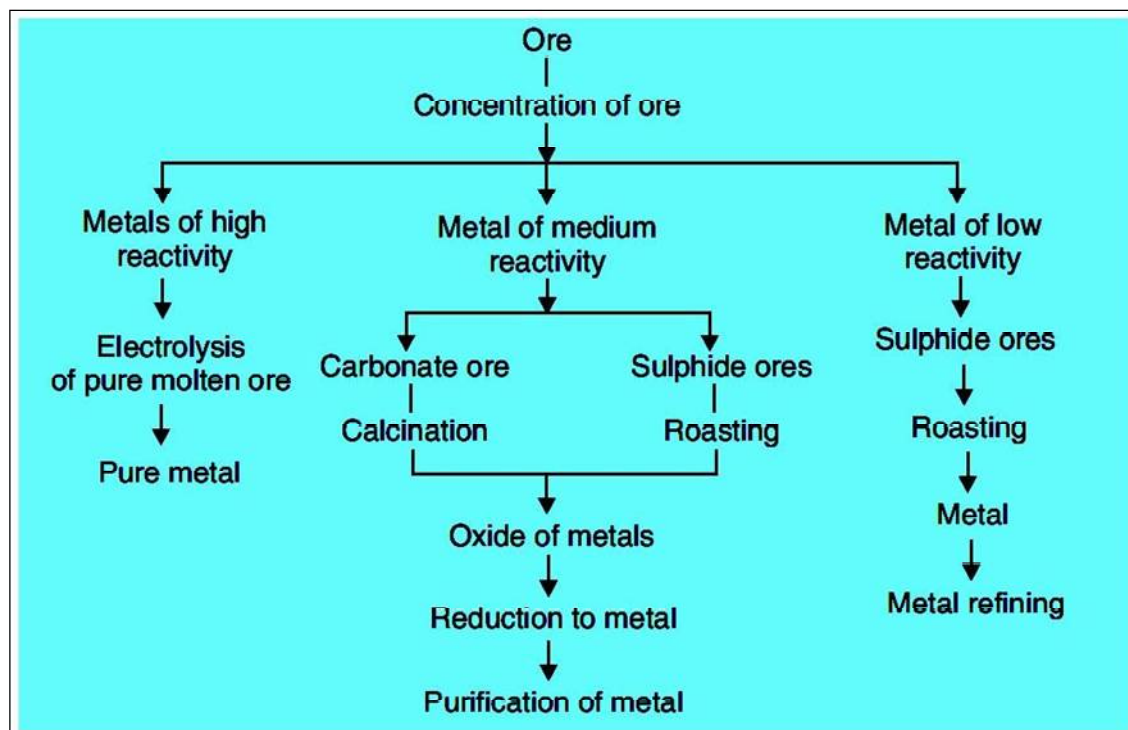 Ore
Concentration of ore
Metals of high
reactivity
Electrolysis
of pure molten ore
Pure metal
Metal of medium
reactivity
Carbonate ore
Calcination
Sulphide ores
Roasting
Oxide of metals
Reduction to metal
Purification of metal
Metal of low
reactivity
Sulphide ores
Roasting
Metal
Metal refining